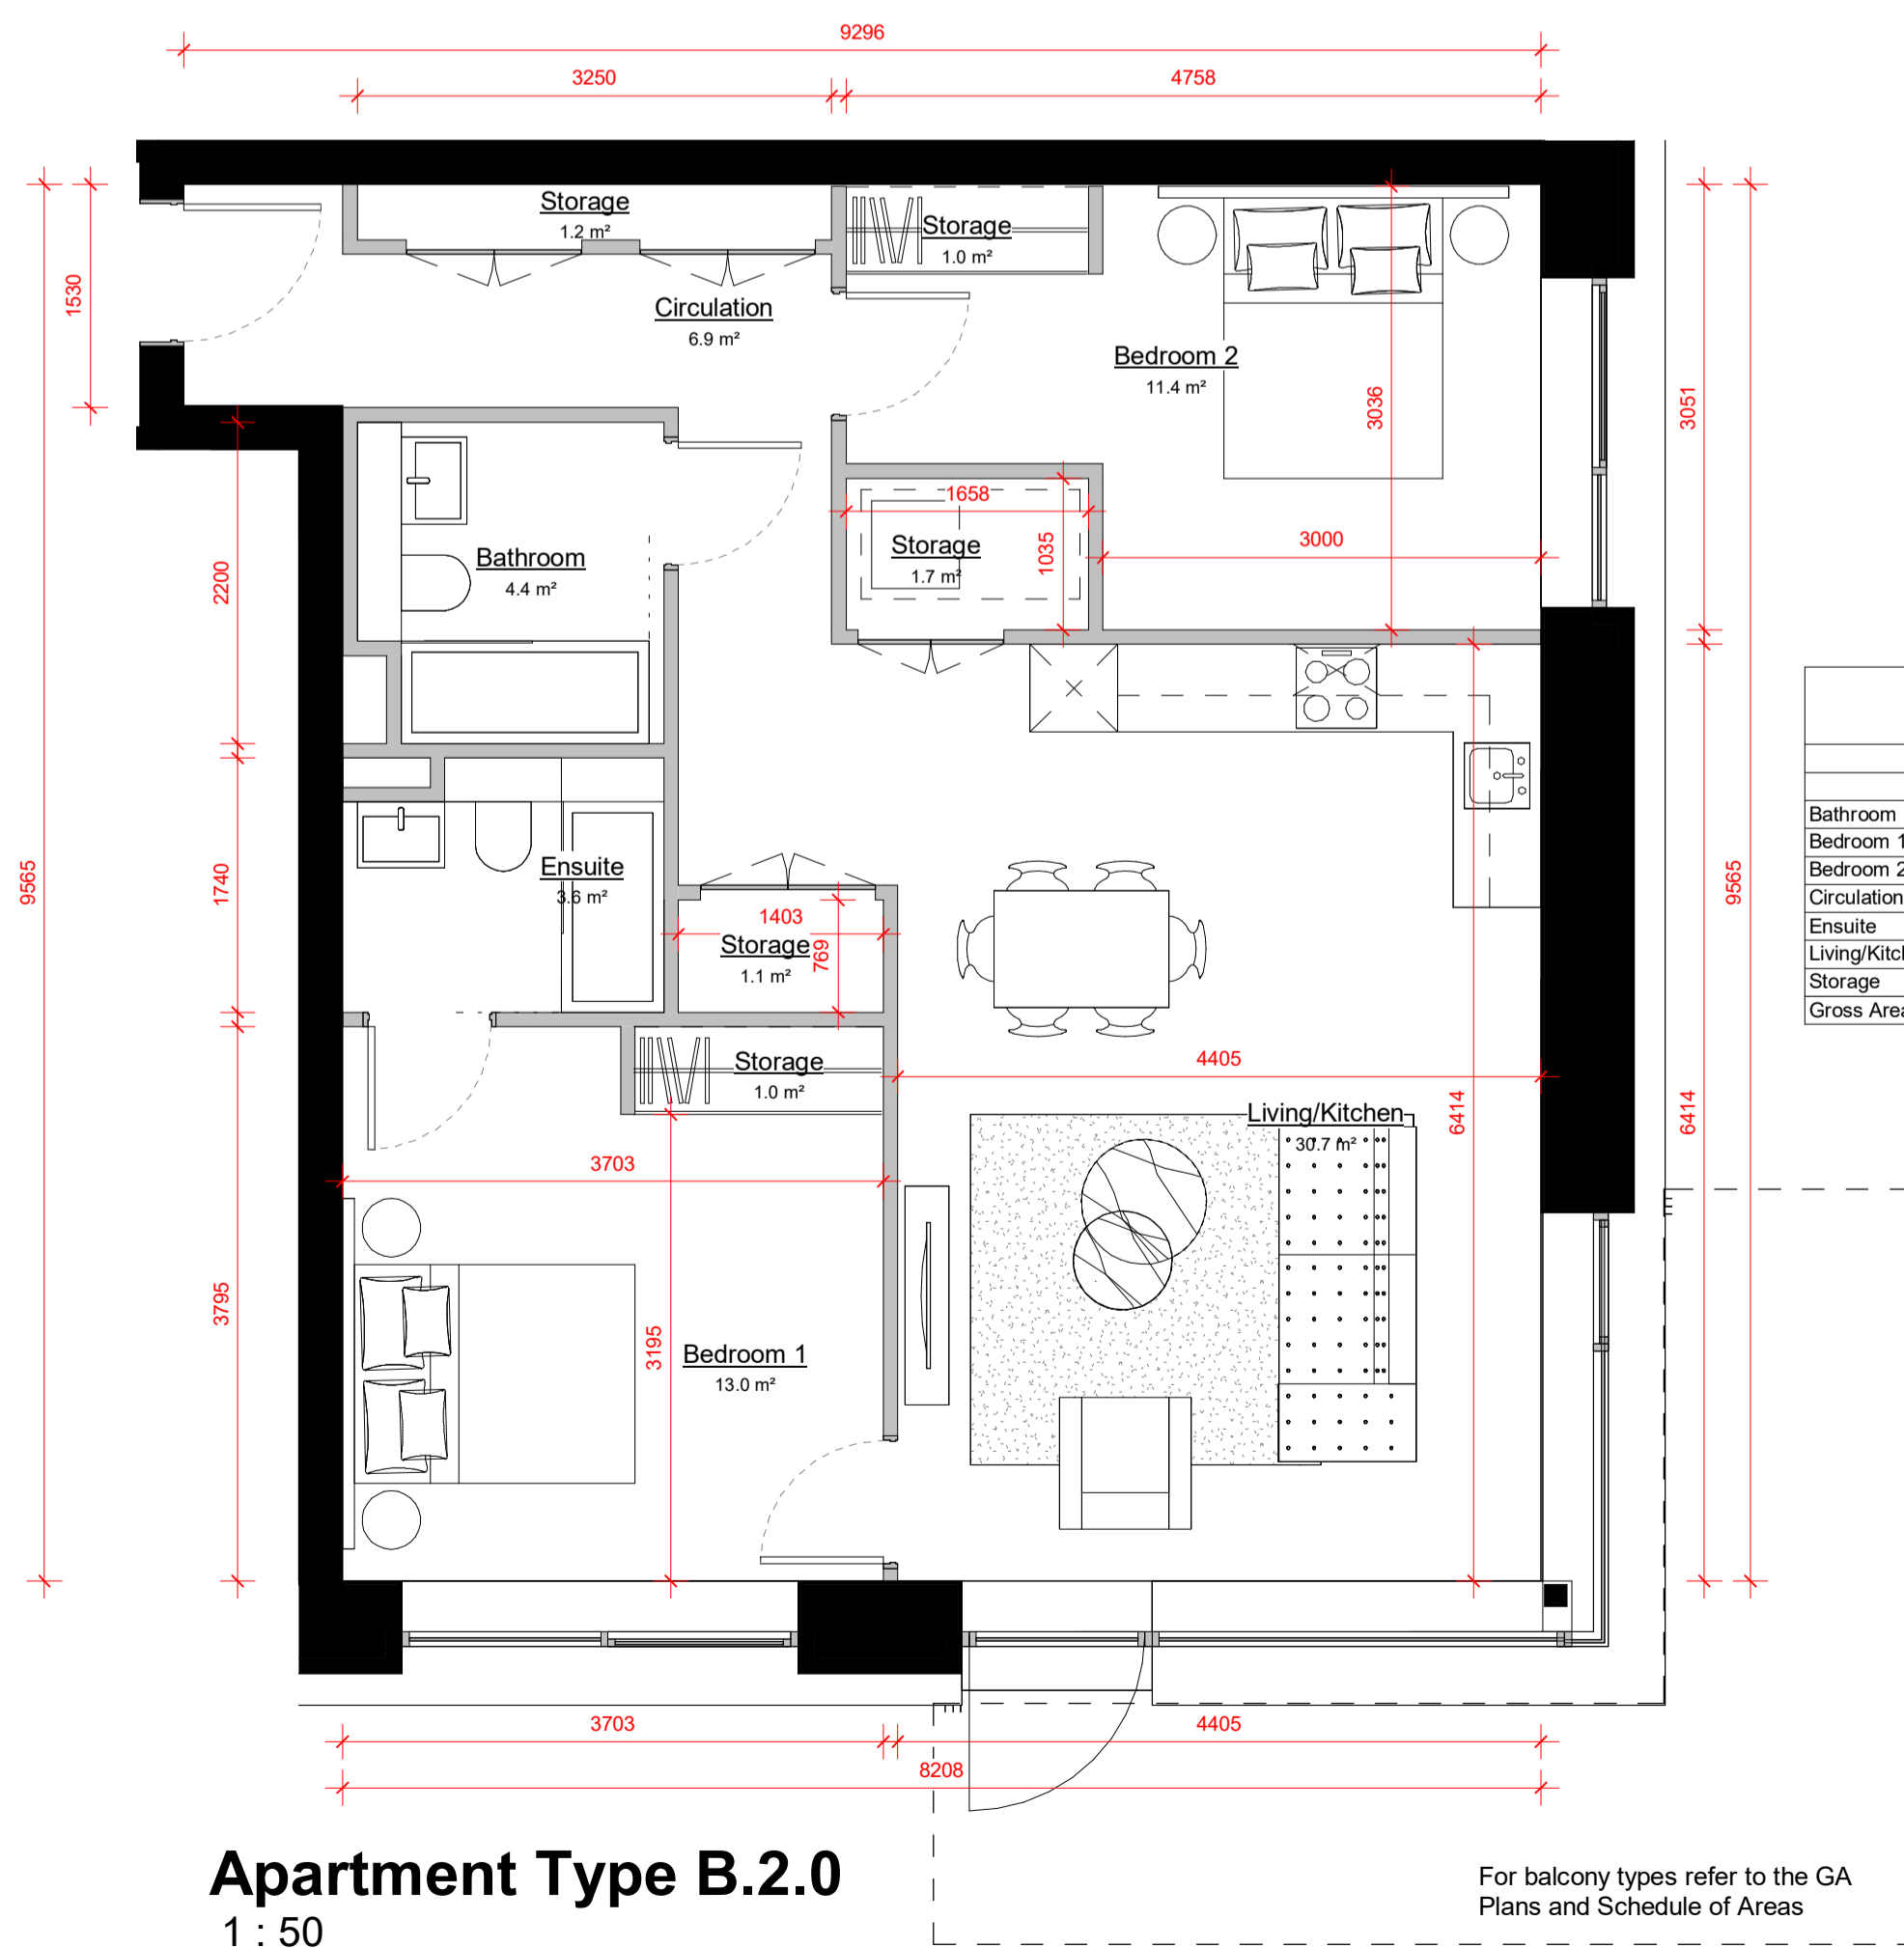 9296
3250
4758
Storage
1.2 m²
Storage
1.0 m²
1530
Circulation
6.9 m²
Bedroom 2
11.4 m²
3036
3051
1658
Storage
1.7 m²
1035
3000
Bathroom
4.4 m²
2200
9565
1740
Ensuite
3.6 m²
1403
Storage
1.1 m²
769
9565
Bathroom
Bedroom 1
Bedroom 2
Circulation
Ensuite
Living/Kitch
Storage
Gross Area
Storage
1.0 m²
4405
Living/Kitchen
30.7 m²
6414
6414
3703
3795
3195
Bedroom 1
13.0 m²
3703
4405
8208
Apartment Type B.2.0
1 : 50
For balcony types refer to the GA
Plans and Schedule of Areas